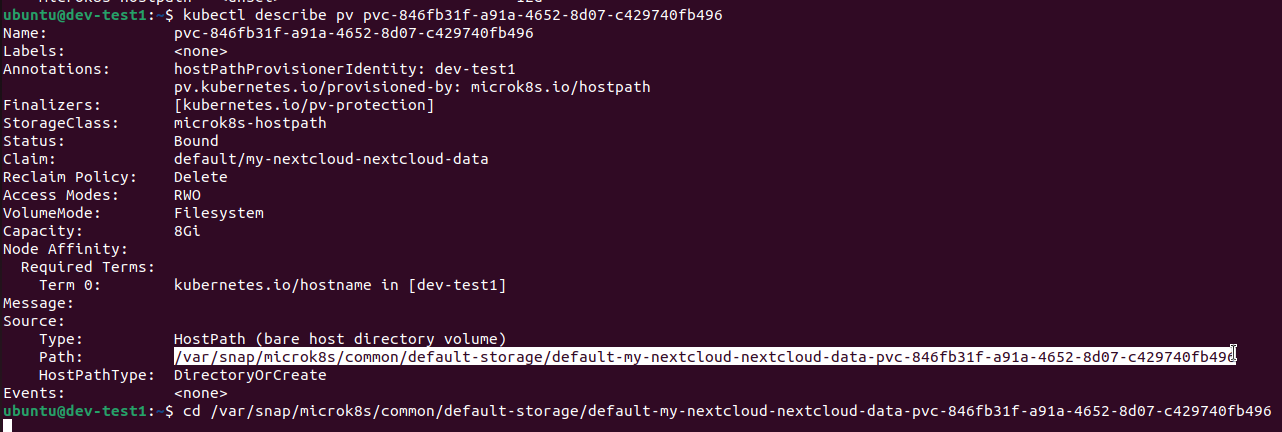 ubuntu@dev-test1:~$ kubectl describe pv pvc-846fb31f-a91a-4652-8d07-c429740fb496
Name:            pvc-846fb31f-a91a-4652-8d07-c429740fb496
Labels:          <none>
Annotations:     hostPathProvisionerIdentity: dev-test1
                 pv.kubernetes.io/provisioned-by: microk8s.io/hostpath
Finalizers:      [kubernetes.io/pv-protection]
StorageClass:    microk8s-hostpath
Status:          Bound
Claim:           default/my-nextcloud-nextcloud-data
Reclaim Policy:  Delete
Access Modes:    RWO
VolumeMode:      Filesystem
Capacity:        8Gi
Node Affinity:
  Required Terms:
    Term 0:        kubernetes.io/hostname in [dev-test1]
Message:
Source:
    Type:          HostPath (bare host directory volume)
    Path:          /var/snap/microk8s/common/default-storage/default-my-nextcloud-nextcloud-data-pvc-846fb31f-a91a-4652-8d07-c429740fb496
    HostPathType:  DirectoryOrCreate
Events:            <none>
ubuntu@dev-test1:~$ cd /var/snap/microk8s/common/default-storage/default-my-nextcloud-nextcloud-data-pvc-846fb31f-a91a-4652-8d07-c429740fb496